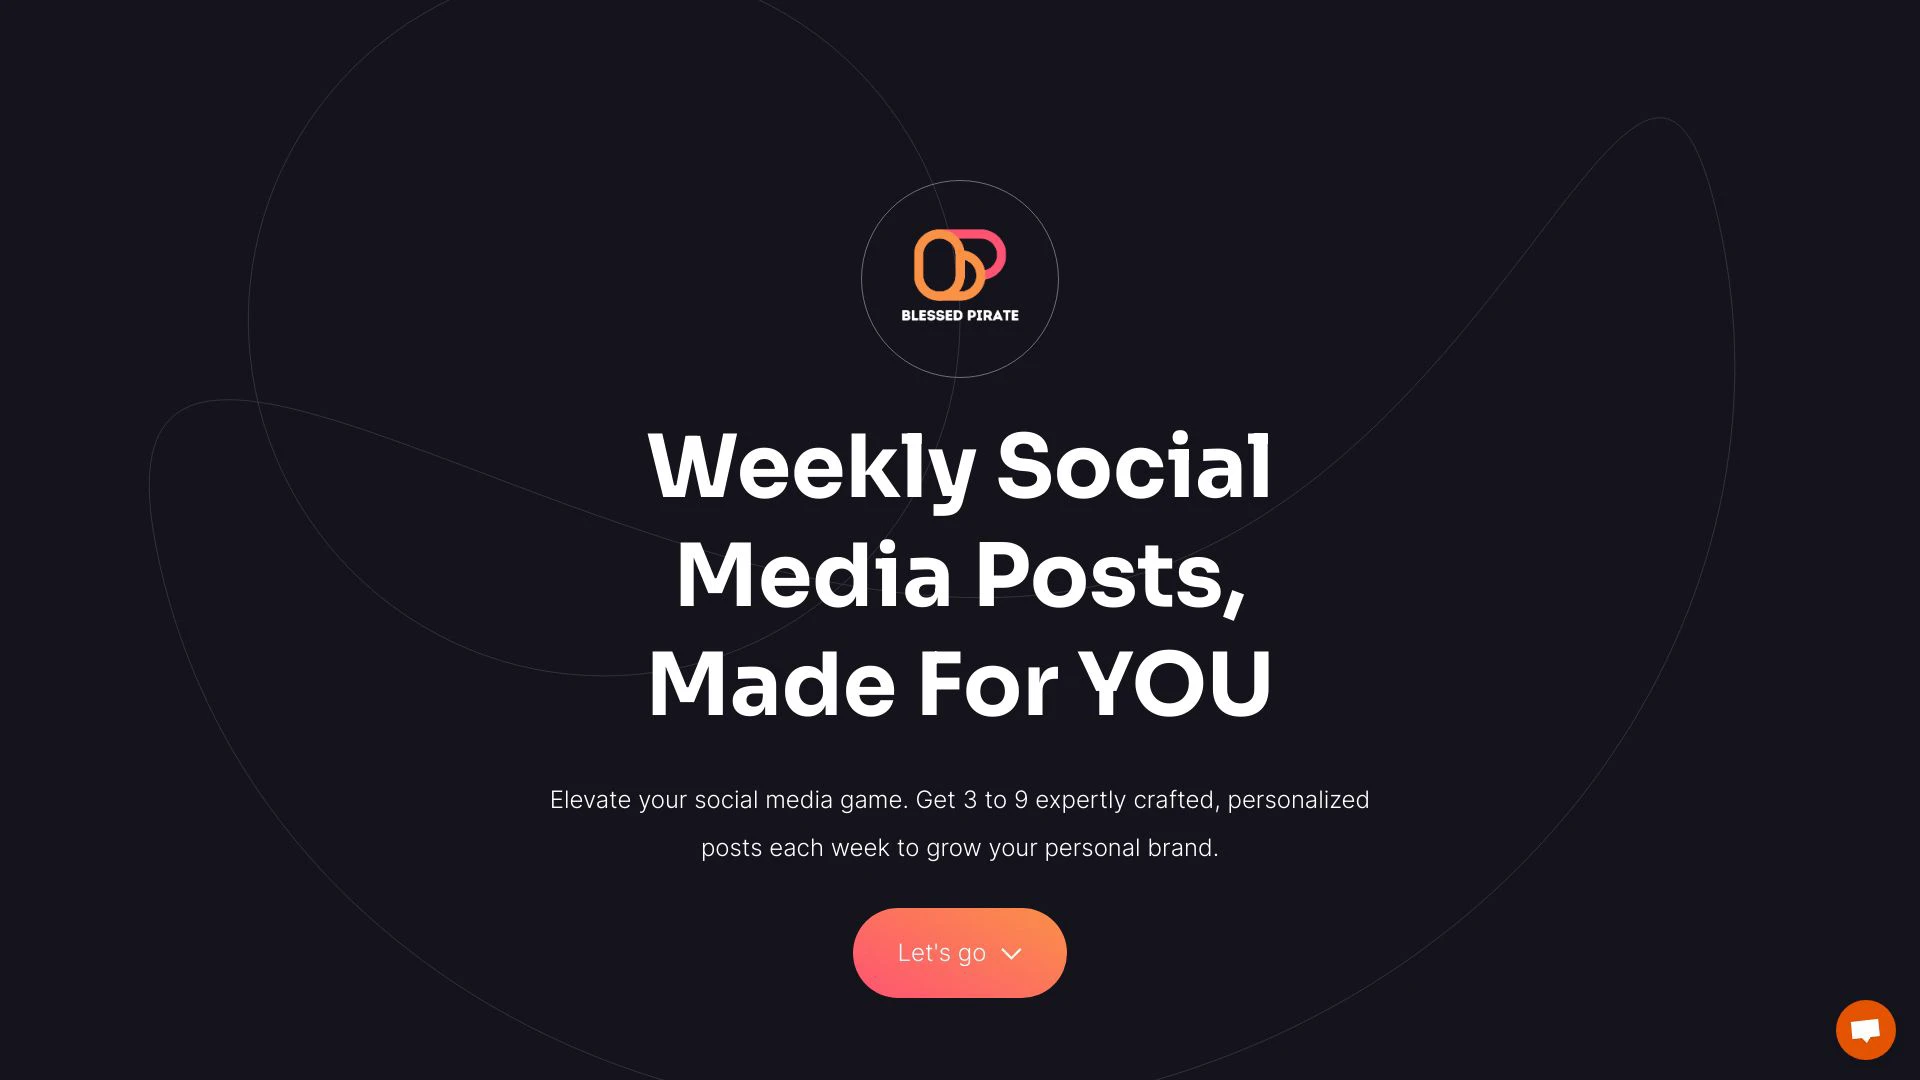 BLESSED PIRATE
Weekly Social
Media Posts,
Made For YOU
Elevate your social media game. Get 3 to 9 expertly crafted, personalized
posts each week to grow your personal brand.
Let's go